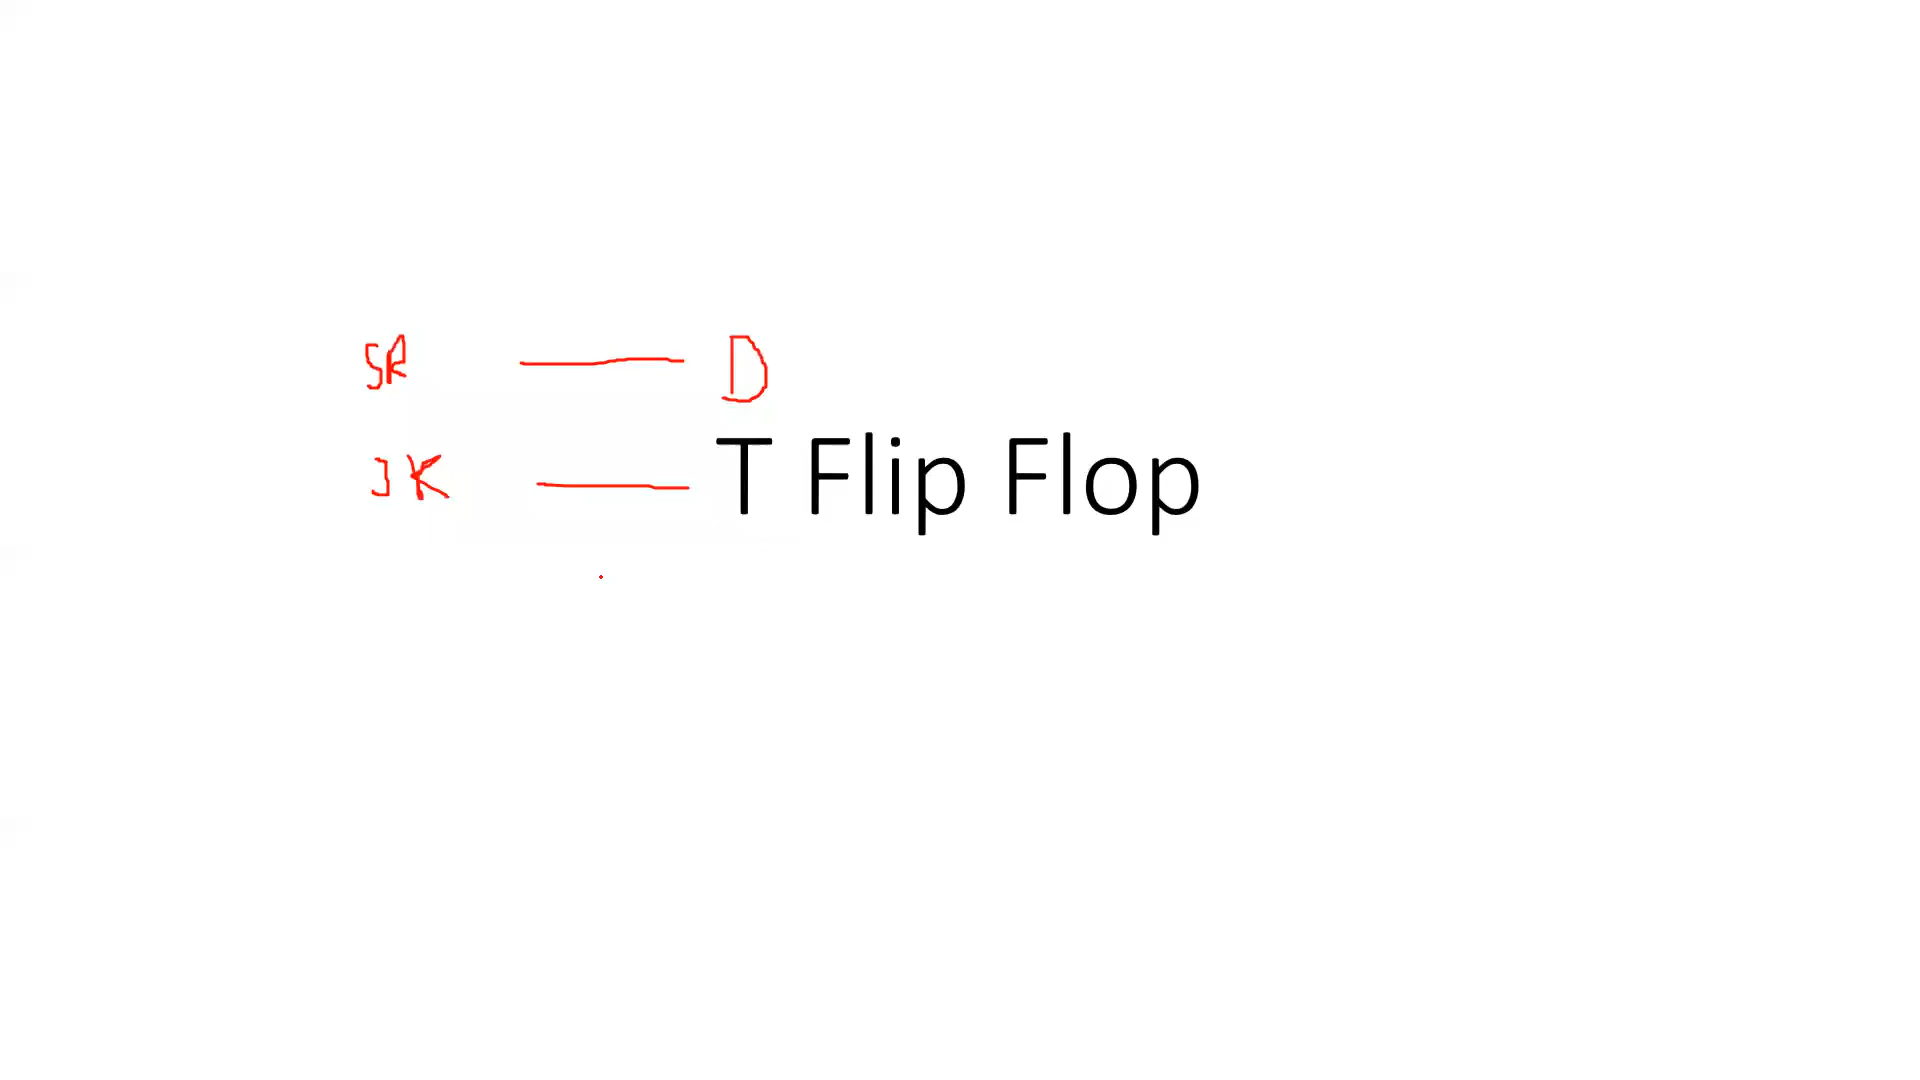 SR — D
JK — T Flip Flop